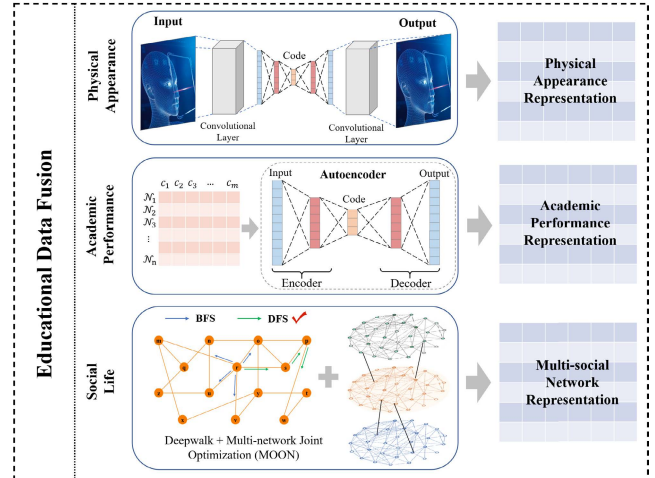 Educational Data Fusion
Physical
Appearance
Input
Output
Code
Convolutional
Layer
Convolutional
Layer
Physical
Appearance
Representation
Academic
Performance
c1 c2 c3 ... cm
N1
N2
N3
⋮
Nn
Autoencoder
Input
Code
Output
Encoder
Decoder
Academic
Performance
Representation
Social
Life
BFS
DFS
Deepwalk + Multi-network Joint
Optimization (MOON)
Multi-social
Network
Representation